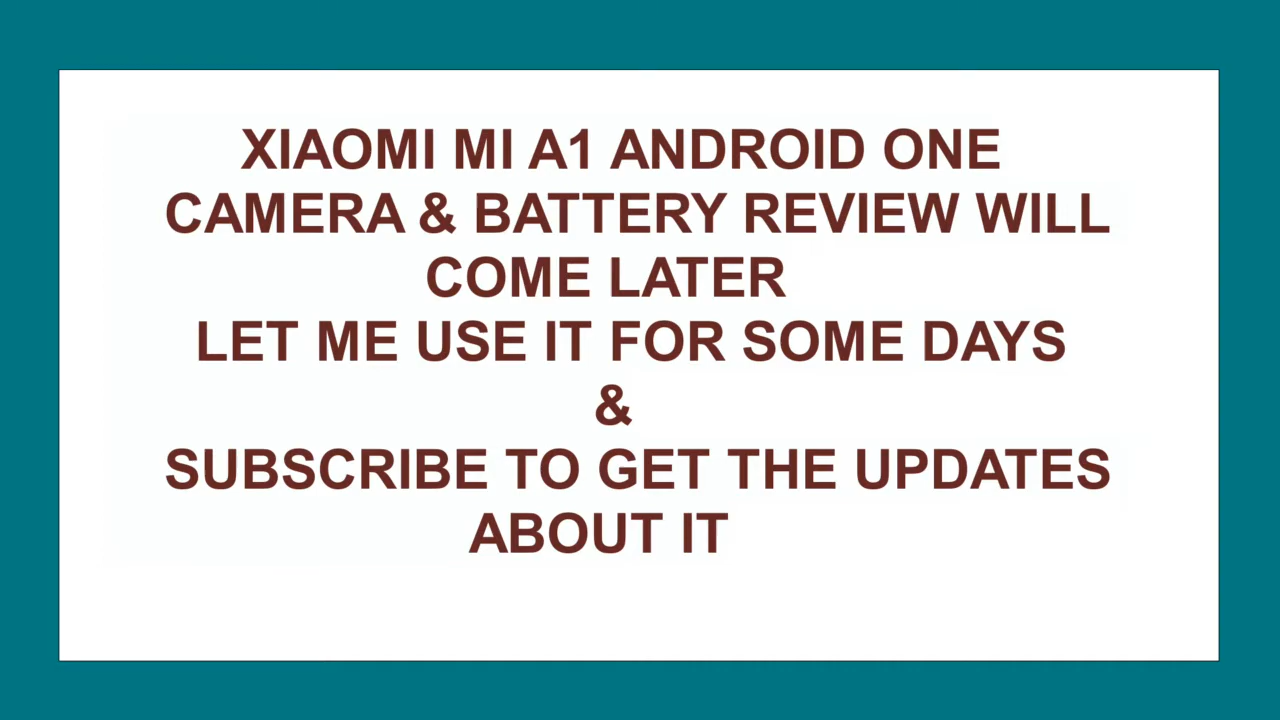 XIAOMI MI A1 ANDROID ONE
CAMERA & BATTERY REVIEW WILL
COME LATER
LET ME USE IT FOR SOME DAYS
&
SUBSCRIBE TO GET THE UPDATES
ABOUT IT